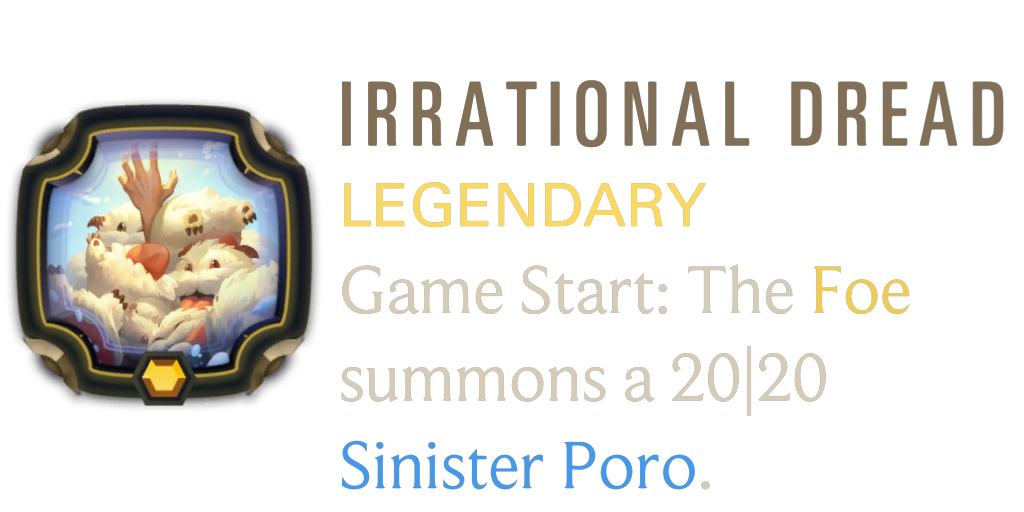 IRRATIONAL DREAD
LEGENDARY
Game Start: The Foe
summons a 20|20
Sinister Poro.